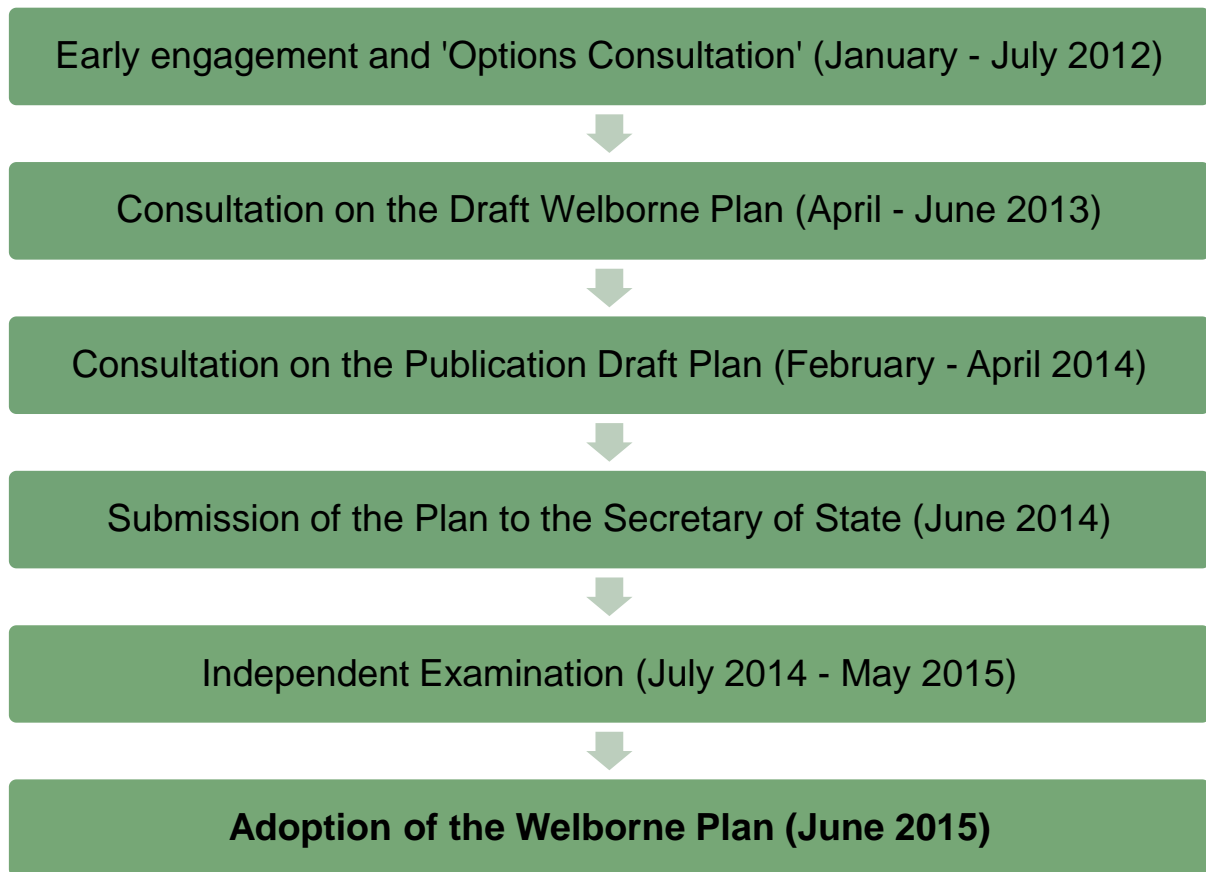 Early engagement and 'Options Consultation' (January - July 2012)
Consultation on the Draft Welborne Plan (April - June 2013)
Consultation on the Publication Draft Plan (February - April 2014)
Submission of the Plan to the Secretary of State (June 2014)
Independent Examination (July 2014 - May 2015)
Adoption of the Welborne Plan (June 2015)